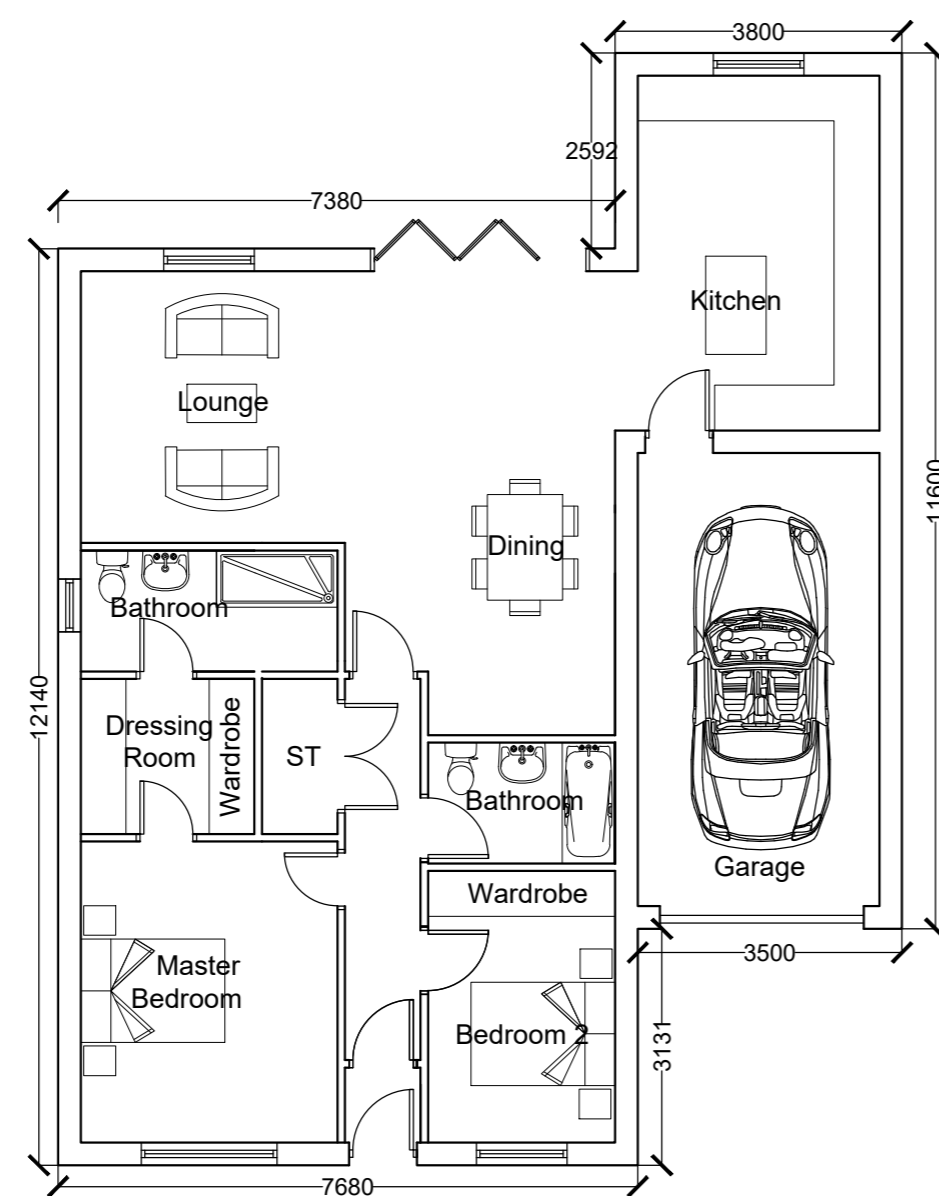 3800
2592
7380
Kitchen
Lounge
11600
Dining
Bathroom
12140
Dressing
Room
Wardrobe
ST
Bathroom
Garage
Wardrobe
3500
Master
Bedroom
Bedroom 2
3131
7680